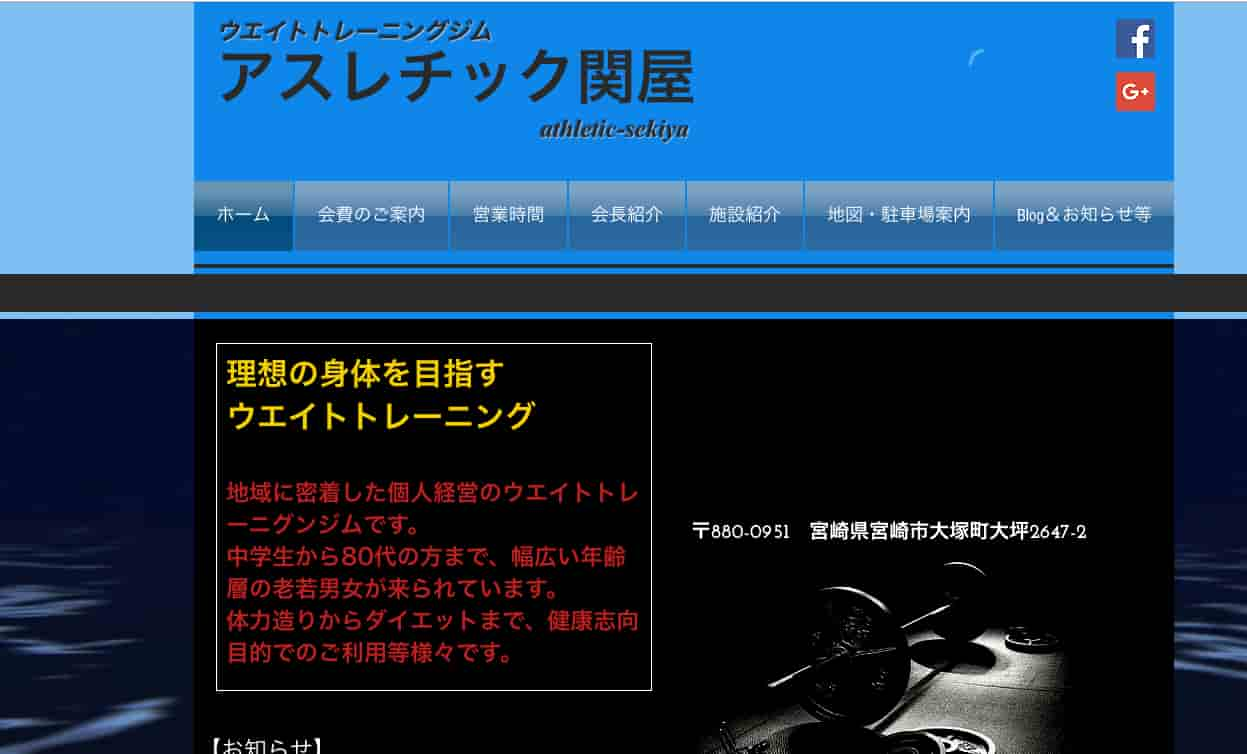 ウエイトトレーニングジム
アスレチック関屋
athletic-sekiya
f
G+
ホーム
会費のご案内
営業時間
会長紹介
施設紹介
地図・駐車場案内
Blog＆お知らせ等
理想の身体を目指す
ウエイトトレーニング
地域に密着した個人経営のウエイトトレ
ーニグンジムです。
中学生から80代の方まで、幅広い年齢
層の老若男女が来られています。
体力造りからダイエットまで、健康志向
目的でのご利用等様々です。
〒880-0951　宮崎県宮崎市大塚町大坪2647-2
【お知らせ】